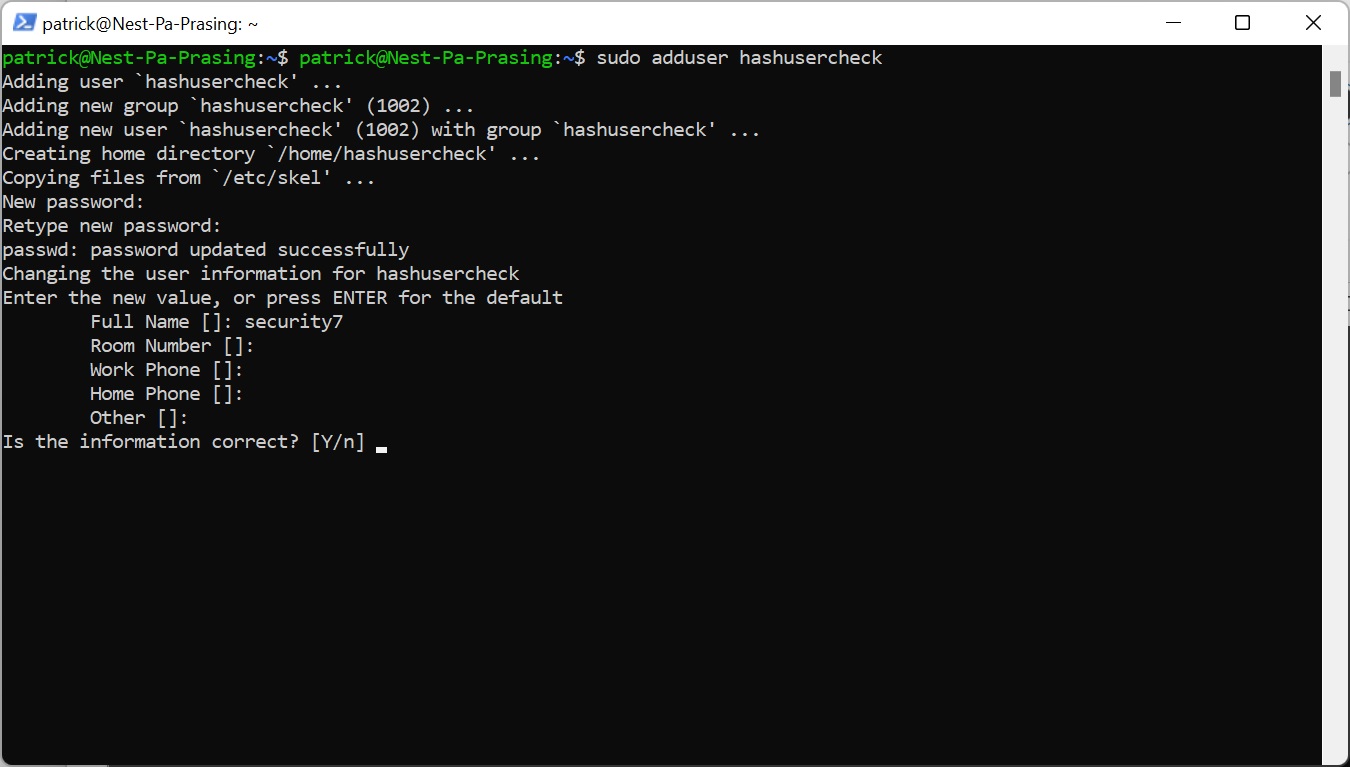 patrick@Nest-Pa-Prasing: ~
patrick@Nest-Pa-Prasing:~$ patrick@Nest-Pa-Prasing:~$ sudo adduser hashusercheck
Adding user `hashusercheck' ...
Adding new group `hashusercheck' (1002) ...
Adding new user `hashusercheck' (1002) with group `hashusercheck' ...
Creating home directory `/home/hashusercheck' ...
Copying files from `/etc/skel' ...
New password:
Retype new password:
passwd: password updated successfully
Changing the user information for hashusercheck
Enter the new value, or press ENTER for the default
        Full Name []: security7
        Room Number []:
        Work Phone []:
        Home Phone []:
        Other []:
Is the information correct? [Y/n]